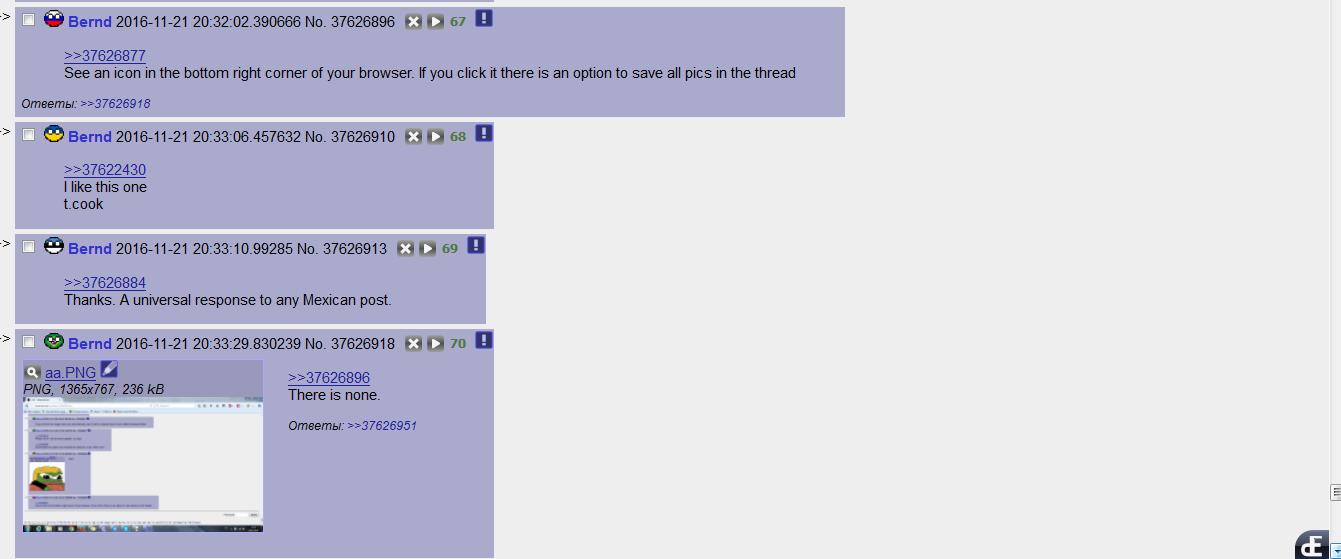 Bernd 2016-11-21 20:32:02.390666 No. 37626896 67
>>37626877
See an icon in the bottom right corner of your browser. If you click it there is an option to save all pics in the thread
Ответы: >>37626918
Bernd 2016-11-21 20:33:06.457632 No. 37626910 68
>>37622430
I like this one
t.cook
Bernd 2016-11-21 20:33:10.99285 No. 37626913 69
>>37626884
Thanks. A universal response to any Mexican post.
Bernd 2016-11-21 20:33:29.830239 No. 37626918 70
aa.PNG
PNG, 1365x767, 236 kB
>>37626896
There is none.
Ответы: >>37626951